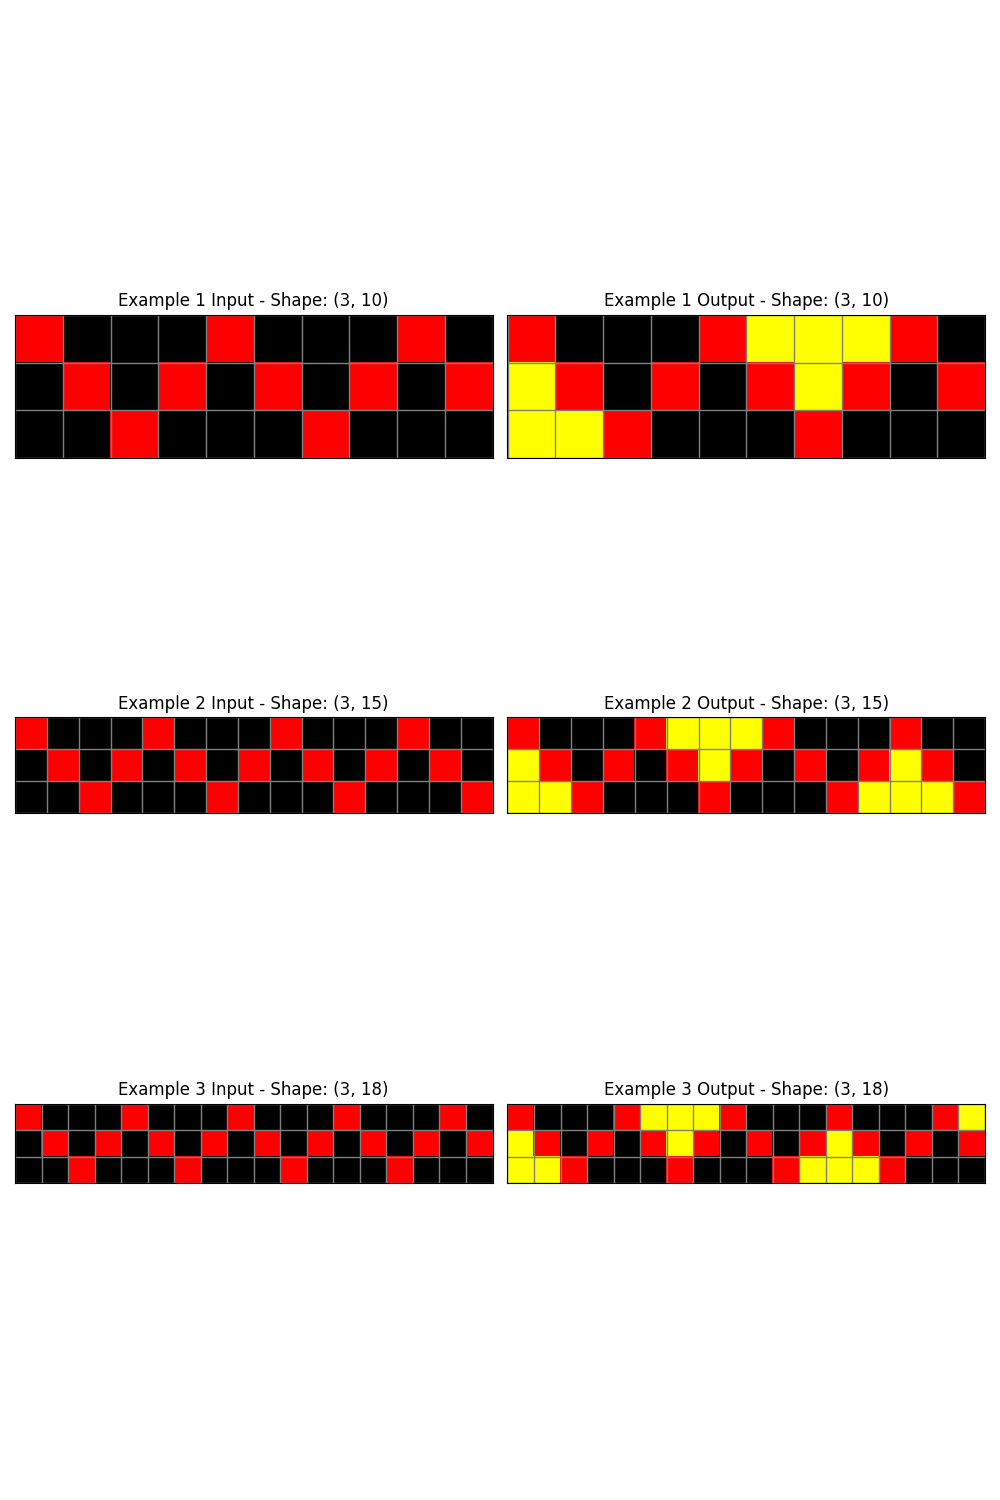 Example 1 Input - Shape: (3, 10)
Example 1 Output - Shape: (3, 10)
Example 2 Input - Shape: (3, 15)
Example 2 Output - Shape: (3, 15)
Example 3 Input - Shape: (3, 18)
Example 3 Output - Shape: (3, 18)